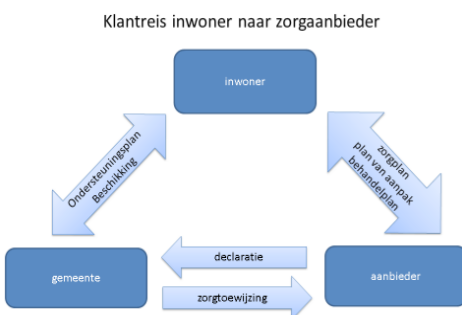 Klantreis inwoner naar zorgaanbieder
inwoner
Ondersteuningsplan
Beschikking
zorgplan
plan van aanpak
behandelplan
declaratie
gemeente
aanbieder
zorgtoewijzing